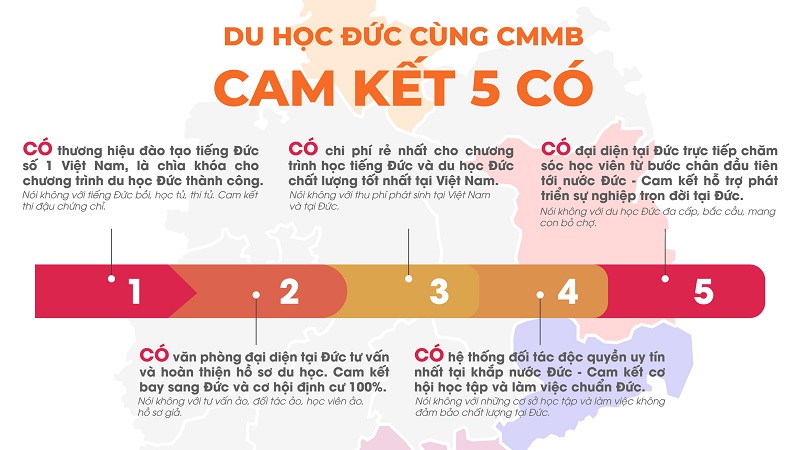 DU HỌC ĐỨC CÙNG CMMB
CAM KẾT 5 CÓ
CÓ thương hiệu đào tạo tiếng Đức
số 1 Việt Nam, là chìa khóa cho
chương trình du học Đức thành công.
Nói không với tiếng Đức bồi, học tủ, thi tủ. Cam kết
thi đậu chứng chỉ.
CÓ chi phí rẻ nhất cho chương
trình học tiếng Đức và du học Đức
chất lượng tốt nhất tại Việt Nam.
Nói không với thu phí phát sinh tại Việt Nam
và tại Đức.
CÓ đại diện tại Đức trực tiếp chăm
sóc học viên từ bước chân đầu tiên
tới nước Đức - Cam kết hỗ trợ phát
triển sự nghiệp trọn đời tại Đức.
Nói không với du học Đức đa cấp, bắc cầu, mang
con bỏ chợ.
1
2
3
4
5
CÓ văn phòng đại diện tại Đức tư vấn
và hoàn thiện hồ sơ du học. Cam kết
bay sang Đức và cơ hội định cư 100%.
Nói không với tư vấn ảo, đối tác ảo, học viên ảo,
hồ sơ giả.
CÓ hệ thống đối tác độc quyền uy tín
nhất tại khắp nước Đức - Cam kết cơ
hội học tập và làm việc chuẩn Đức.
Nói không với những cơ sở học tập và làm việc không
đảm bảo chất lượng tại Đức.